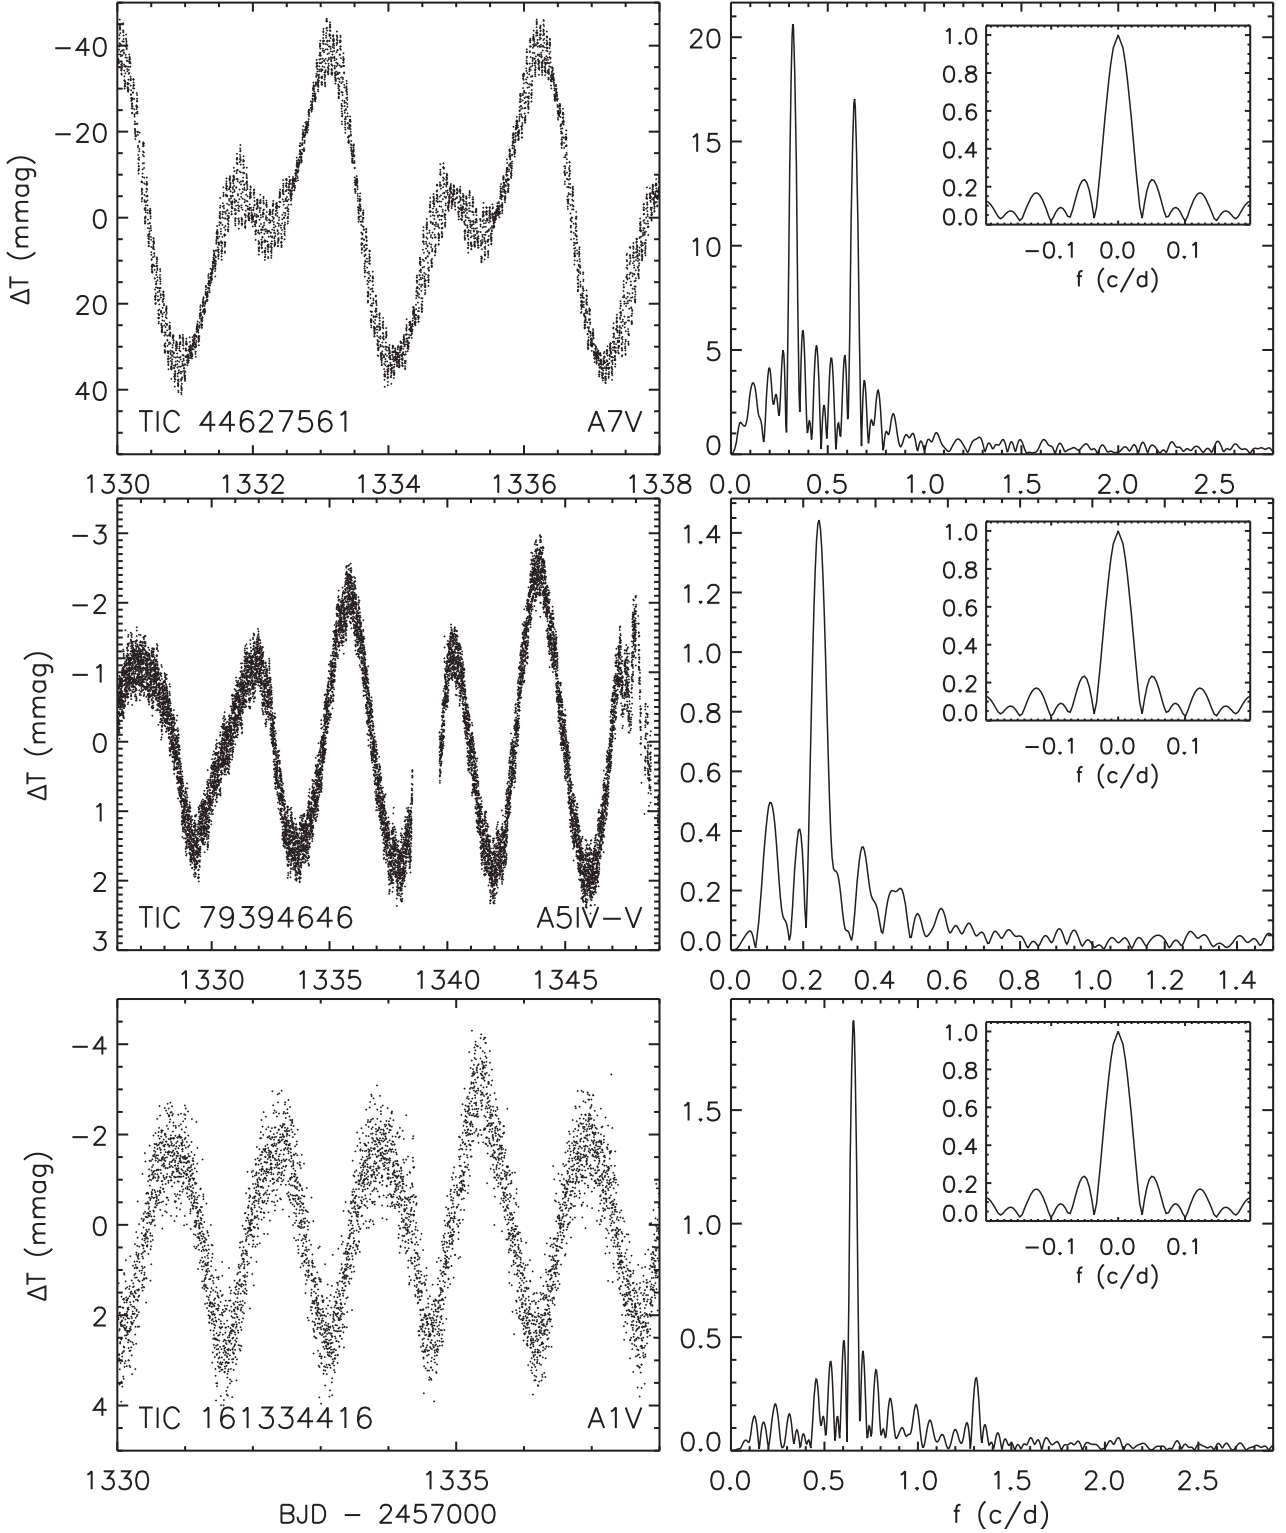 −40
−20
0
20
40
ΔT (mmag)
TIC 44627561 A7V
1330 1332 1334 1336 1338
20
15
10
5
0
0.0 0.5 1.0 1.5 2.0 2.5
1.0
0.8
0.6
0.4
0.2
0.0
−0.1 0.0 0.1
f (c/d)
−3
−2
−1
0
1
2
3
ΔT (mmag)
TIC 79394646 A5IV−V
1330 1335 1340 1345
1.4
1.2
1.0
0.8
0.6
0.4
0.2
0.0
0.0 0.2 0.4 0.6 0.8 1.0 1.2 1.4
1.0
0.8
0.6
0.4
0.2
0.0
−0.1 0.0 0.1
f (c/d)
−4
−2
0
2
4
ΔT (mmag)
TIC 161334416 A1V
1330 1335
BJD − 2457000
1.5
1.0
0.5
0.0
0.0 0.5 1.0 1.5 2.0 2.5
f (c/d)
1.0
0.8
0.6
0.4
0.2
0.0
−0.1 0.0 0.1
f (c/d)